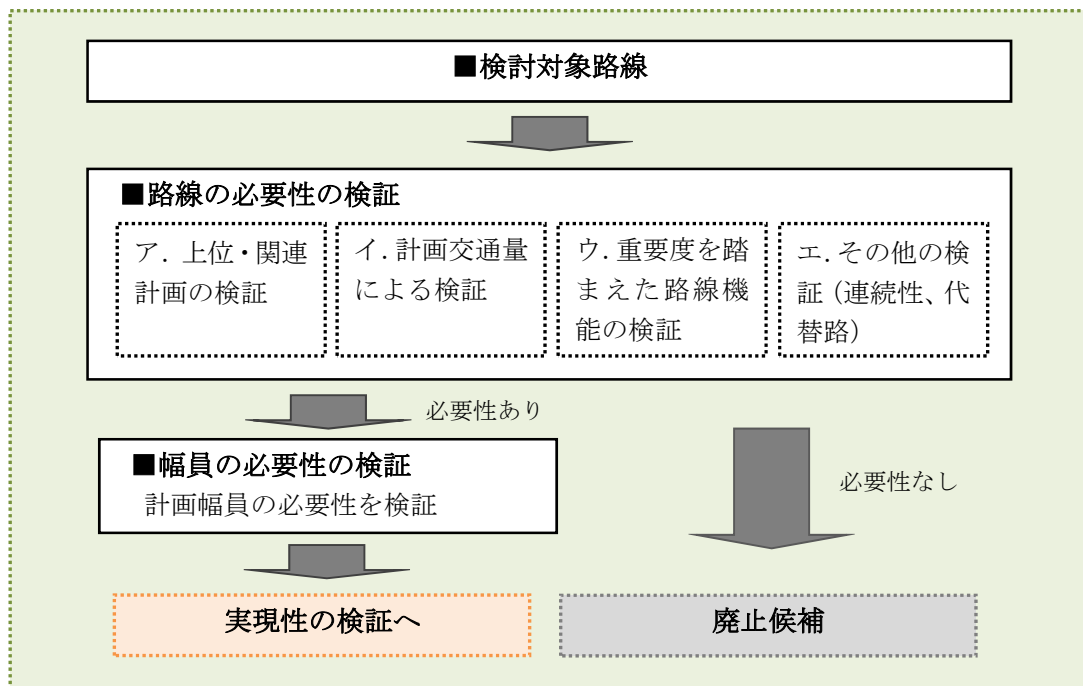 ■検討対象路線
■路線の必要性の検証
ア. 上位・関連
計画の検証
イ. 計画交通量
による検証
ウ. 重要度を踏
まえた路線機
能の検証
エ. その他の検
証（連続性、代
替路）
必要性あり
■幅員の必要性の検証
計画幅員の必要性を検証
必要性なし
実現性の検証へ
廃止候補